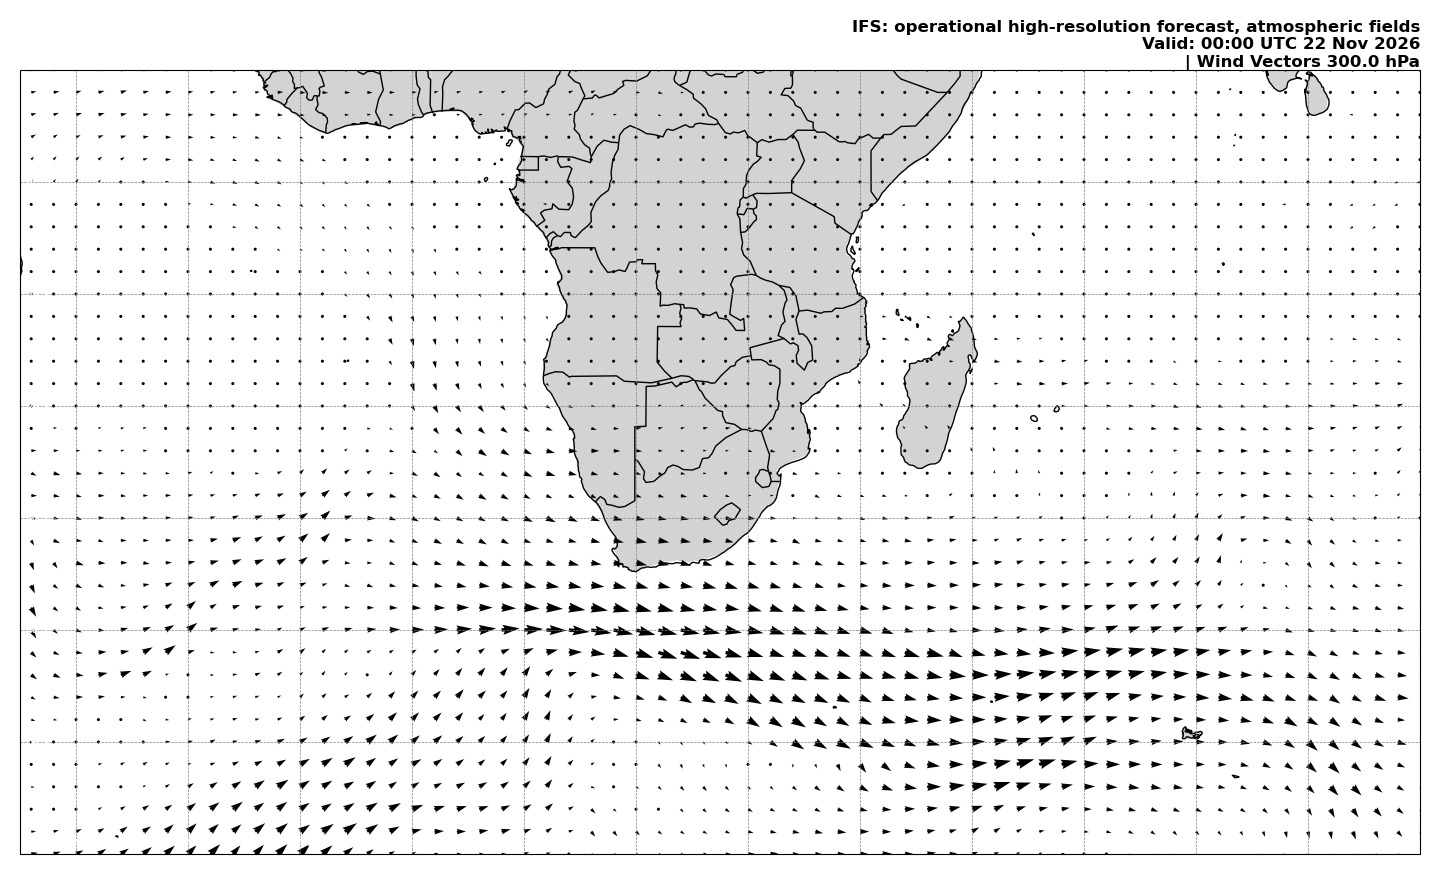 IFS: operational high-resolution forecast, atmospheric fields
Valid: 00:00 UTC 22 Nov 2026
| Wind Vectors 300.0 hPa